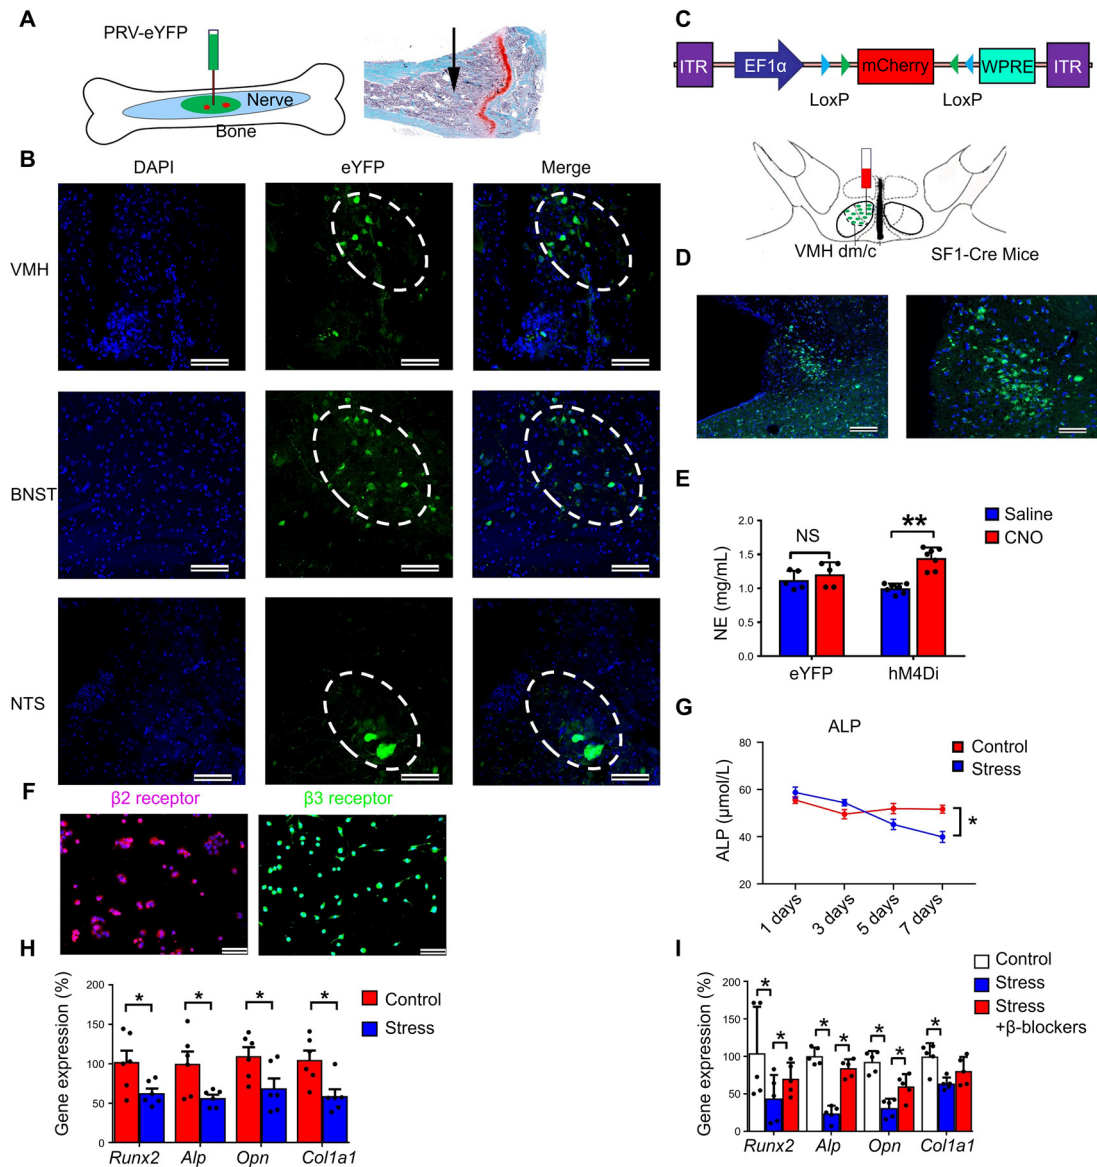 A
PRV-eYFP
Nerve
Bone
B
DAPI
eYFP
Merge
VMH
BNST
NTS
C
ITR
EF1α
mCherry
WPRE
ITR
LoxP
LoxP
VMH dm/c
SF1-Cre Mice
D
E
NE (mg/mL)
2.0
1.5
1.0
0.5
0.0
NS
**
eYFP
hM4Di
Saline
CNO
F
β2 receptor
β3 receptor
G
ALP
ALP (μmol/L)
80
60
40
20
1 days
3 days
5 days
7 days
*
Control
Stress
H
Gene expression (%)
200
150
100
50
0
*
*
*
*
Runx2
Alp
Opn
Col1a1
Control
Stress
I
Gene expression (%)
200
150
100
50
0
*
*
*
*
*
*
*
Runx2
Alp
Opn
Col1a1
Control
Stress
Stress
+β-blockers